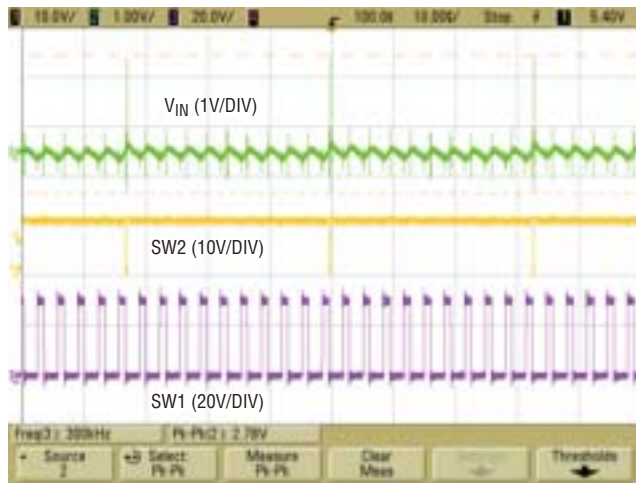 10.0V/ 1.00V/ 20.0V/ 100.0s 10.00s/ Stop 5.40V
V_IN (1V/DIV)
SW2 (10V/DIV)
SW1 (20V/DIV)
Freq(3): 300kHz Pk-Pk(2): 2.78V
Source Select Measure Clear Thresholds
2 Pk-Pk Pk-Pk Meas